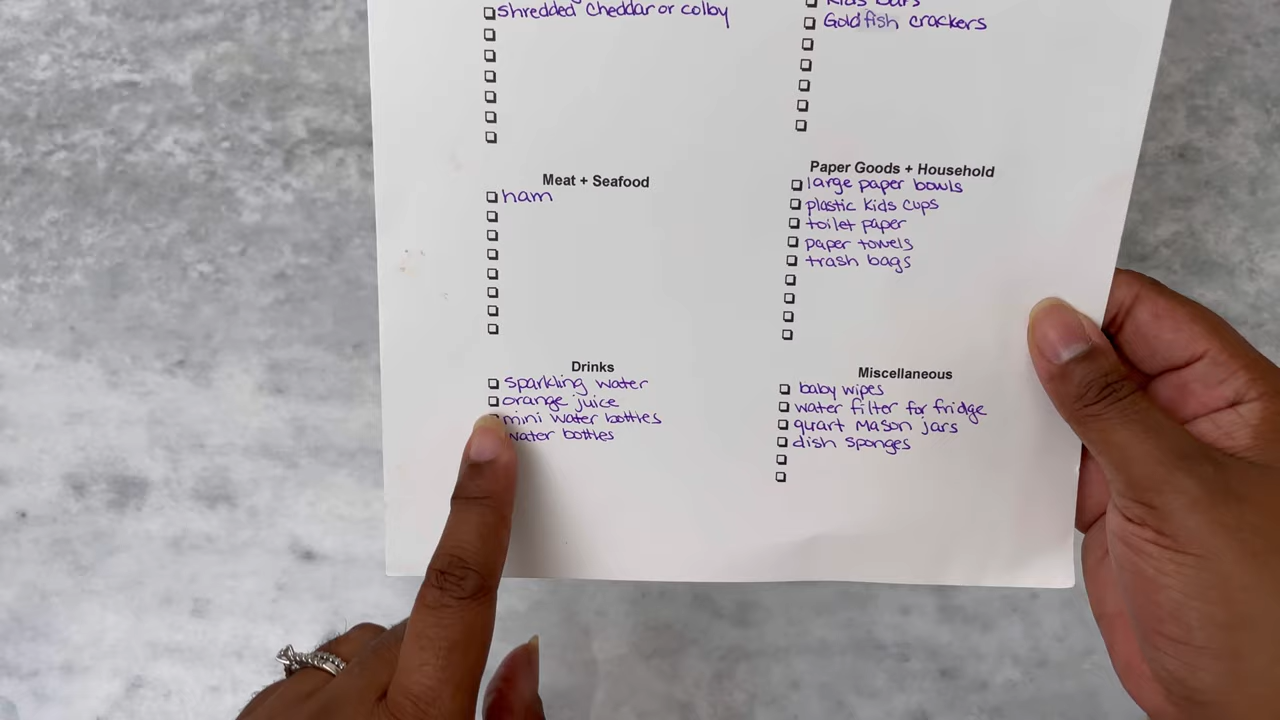 shredded Cheddar or colby
Kids bars
Goldfish crackers
Meat + Seafood
ham
Paper Goods + Household
large paper bowls
plastic kids cups
toilet paper
paper towels
trash bags
Drinks
sparkling water
orange juice
mini water bottles
water bottles
Miscellaneous
baby wipes
water filter for fridge
quart mason jars
dish sponges